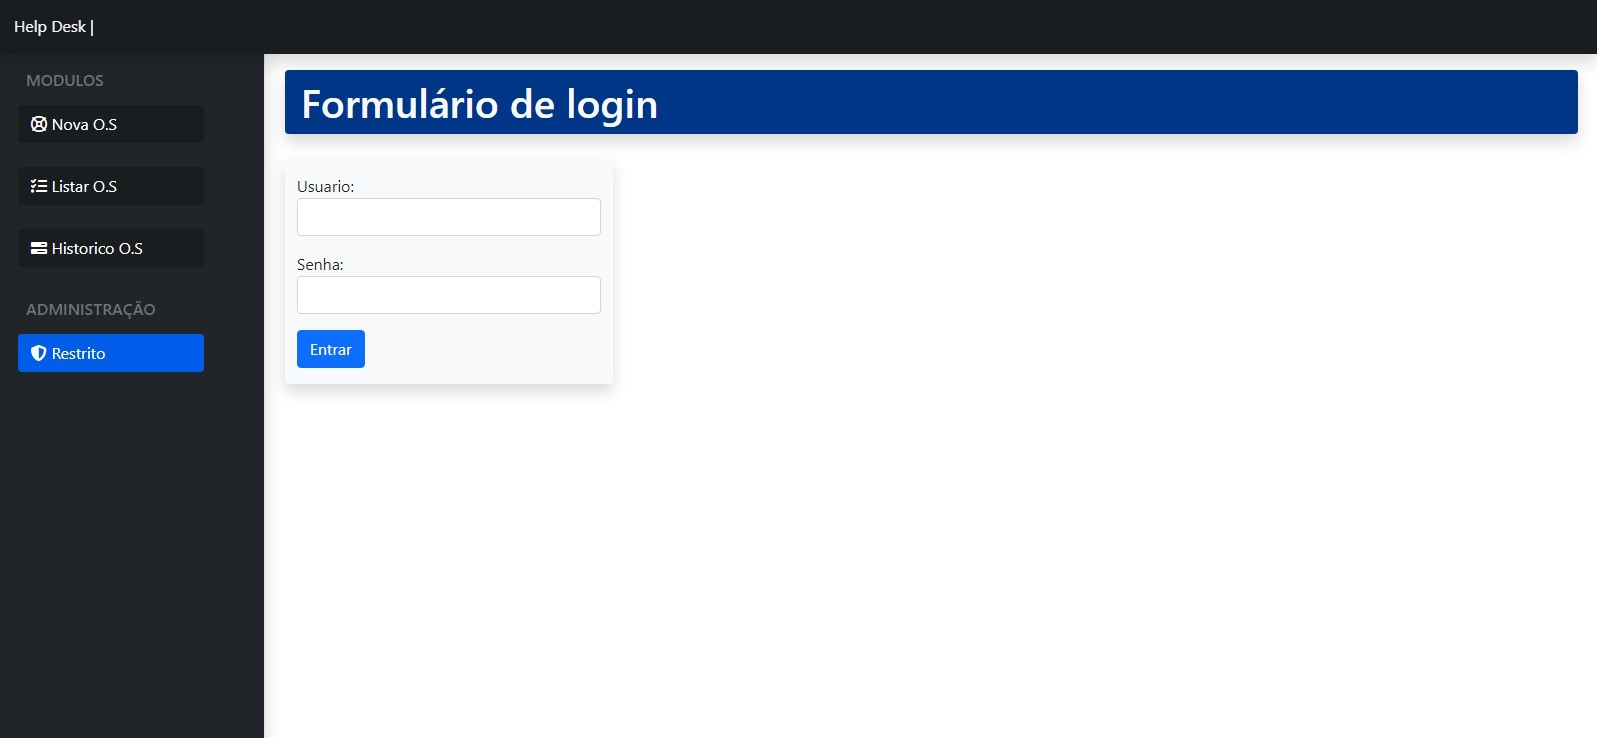 Help Desk |
MODULOS
Nova O.S
Listar O.S
Historico O.S
ADMINISTRAÇÃO
Restrito
Formulário de login
Usuario:
Senha:
Entrar